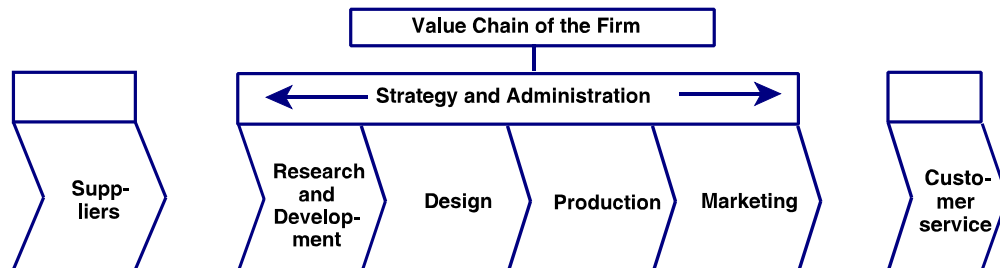 Value Chain of the Firm
Strategy and Administration
Supp-
liers
Research
and
Develop-
ment
Design
Production
Marketing
Custo-
mer
service